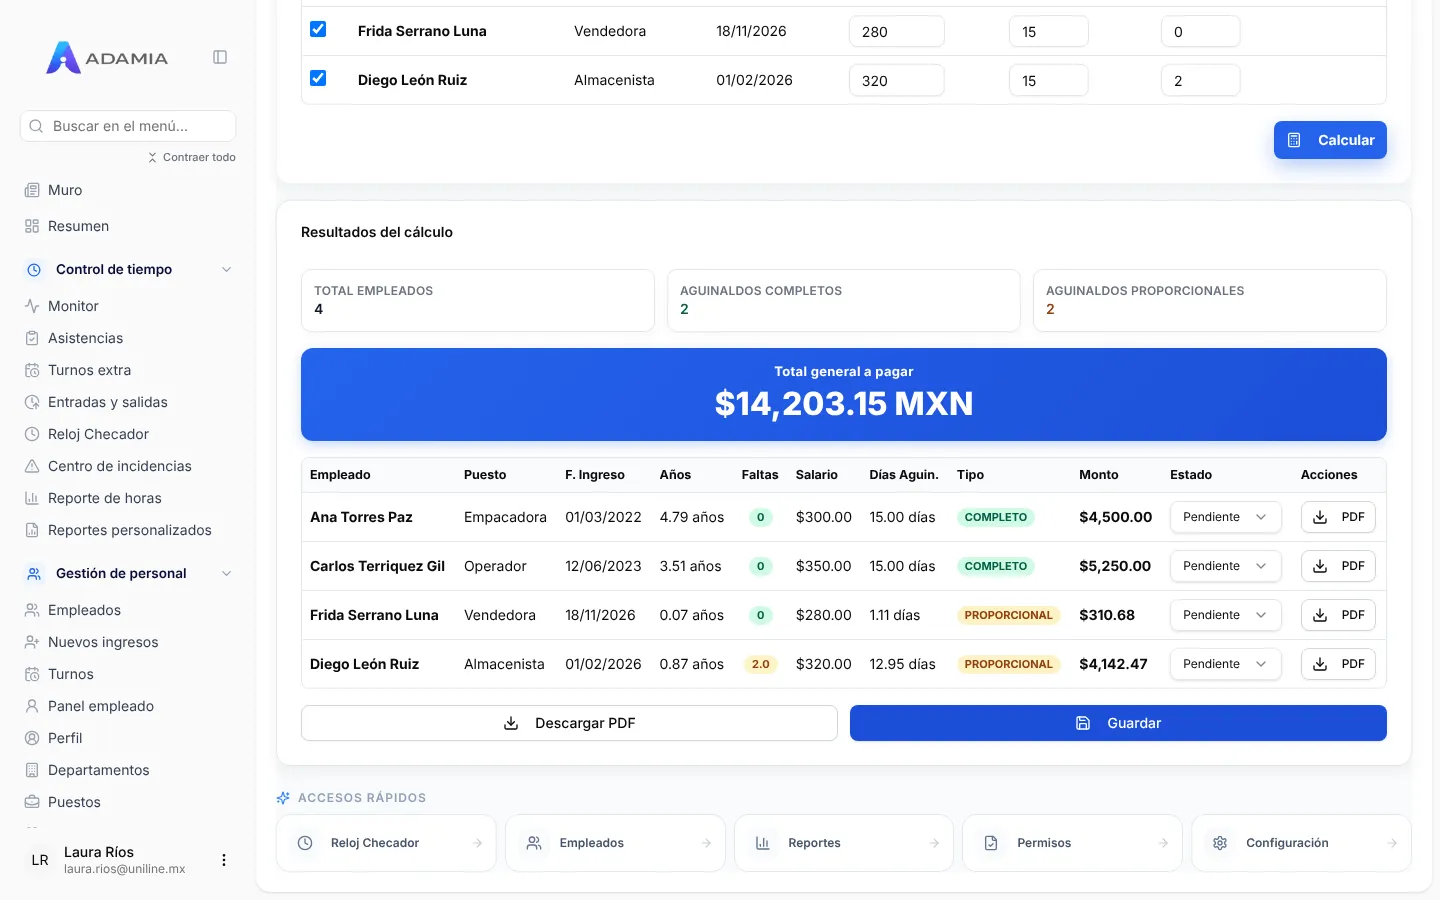 ADAMIA
Buscar en el menú...
Contraer todo
Muro
Resumen
Control de tiempo
Monitor
Asistencias
Turnos extra
Entradas y salidas
Reloj Checador
Centro de incidencias
Reporte de horas
Reportes personalizados
Gestión de personal
Empleados
Nuevos ingresos
Turnos
Panel empleado
Perfil
Departamentos
Puestos
LR
Laura Ríos
laura.rios@uniline.mx
Frida Serrano Luna Vendedora 18/11/2026 280 15 0
Diego León Ruiz Almacenista 01/02/2026 320 15 2
Calcular
Resultados del cálculo
TOTAL EMPLEADOS
4
AGUINALDOS COMPLETOS
2
AGUINALDOS PROPORCIONALES
2
Total general a pagar
$14,203.15 MXN
Empleado Puesto F. Ingreso Años Faltas Salario Días Aguin. Tipo Monto Estado Acciones
Ana Torres Paz Empacadora 01/03/2022 4.79 años 0 $300.00 15.00 días COMPLETO $4,500.00 Pendiente PDF
Carlos Terriquez Gil Operador 12/06/2023 3.51 años 0 $350.00 15.00 días COMPLETO $5,250.00 Pendiente PDF
Frida Serrano Luna Vendedora 18/11/2026 0.07 años 0 $280.00 1.11 días PROPORCIONAL $310.68 Pendiente PDF
Diego León Ruiz Almacenista 01/02/2026 0.87 años 2.0 $320.00 12.95 días PROPORCIONAL $4,142.47 Pendiente PDF
Descargar PDF
Guardar
ACCESOS RÁPIDOS
Reloj Checador
Empleados
Reportes
Permisos
Configuración